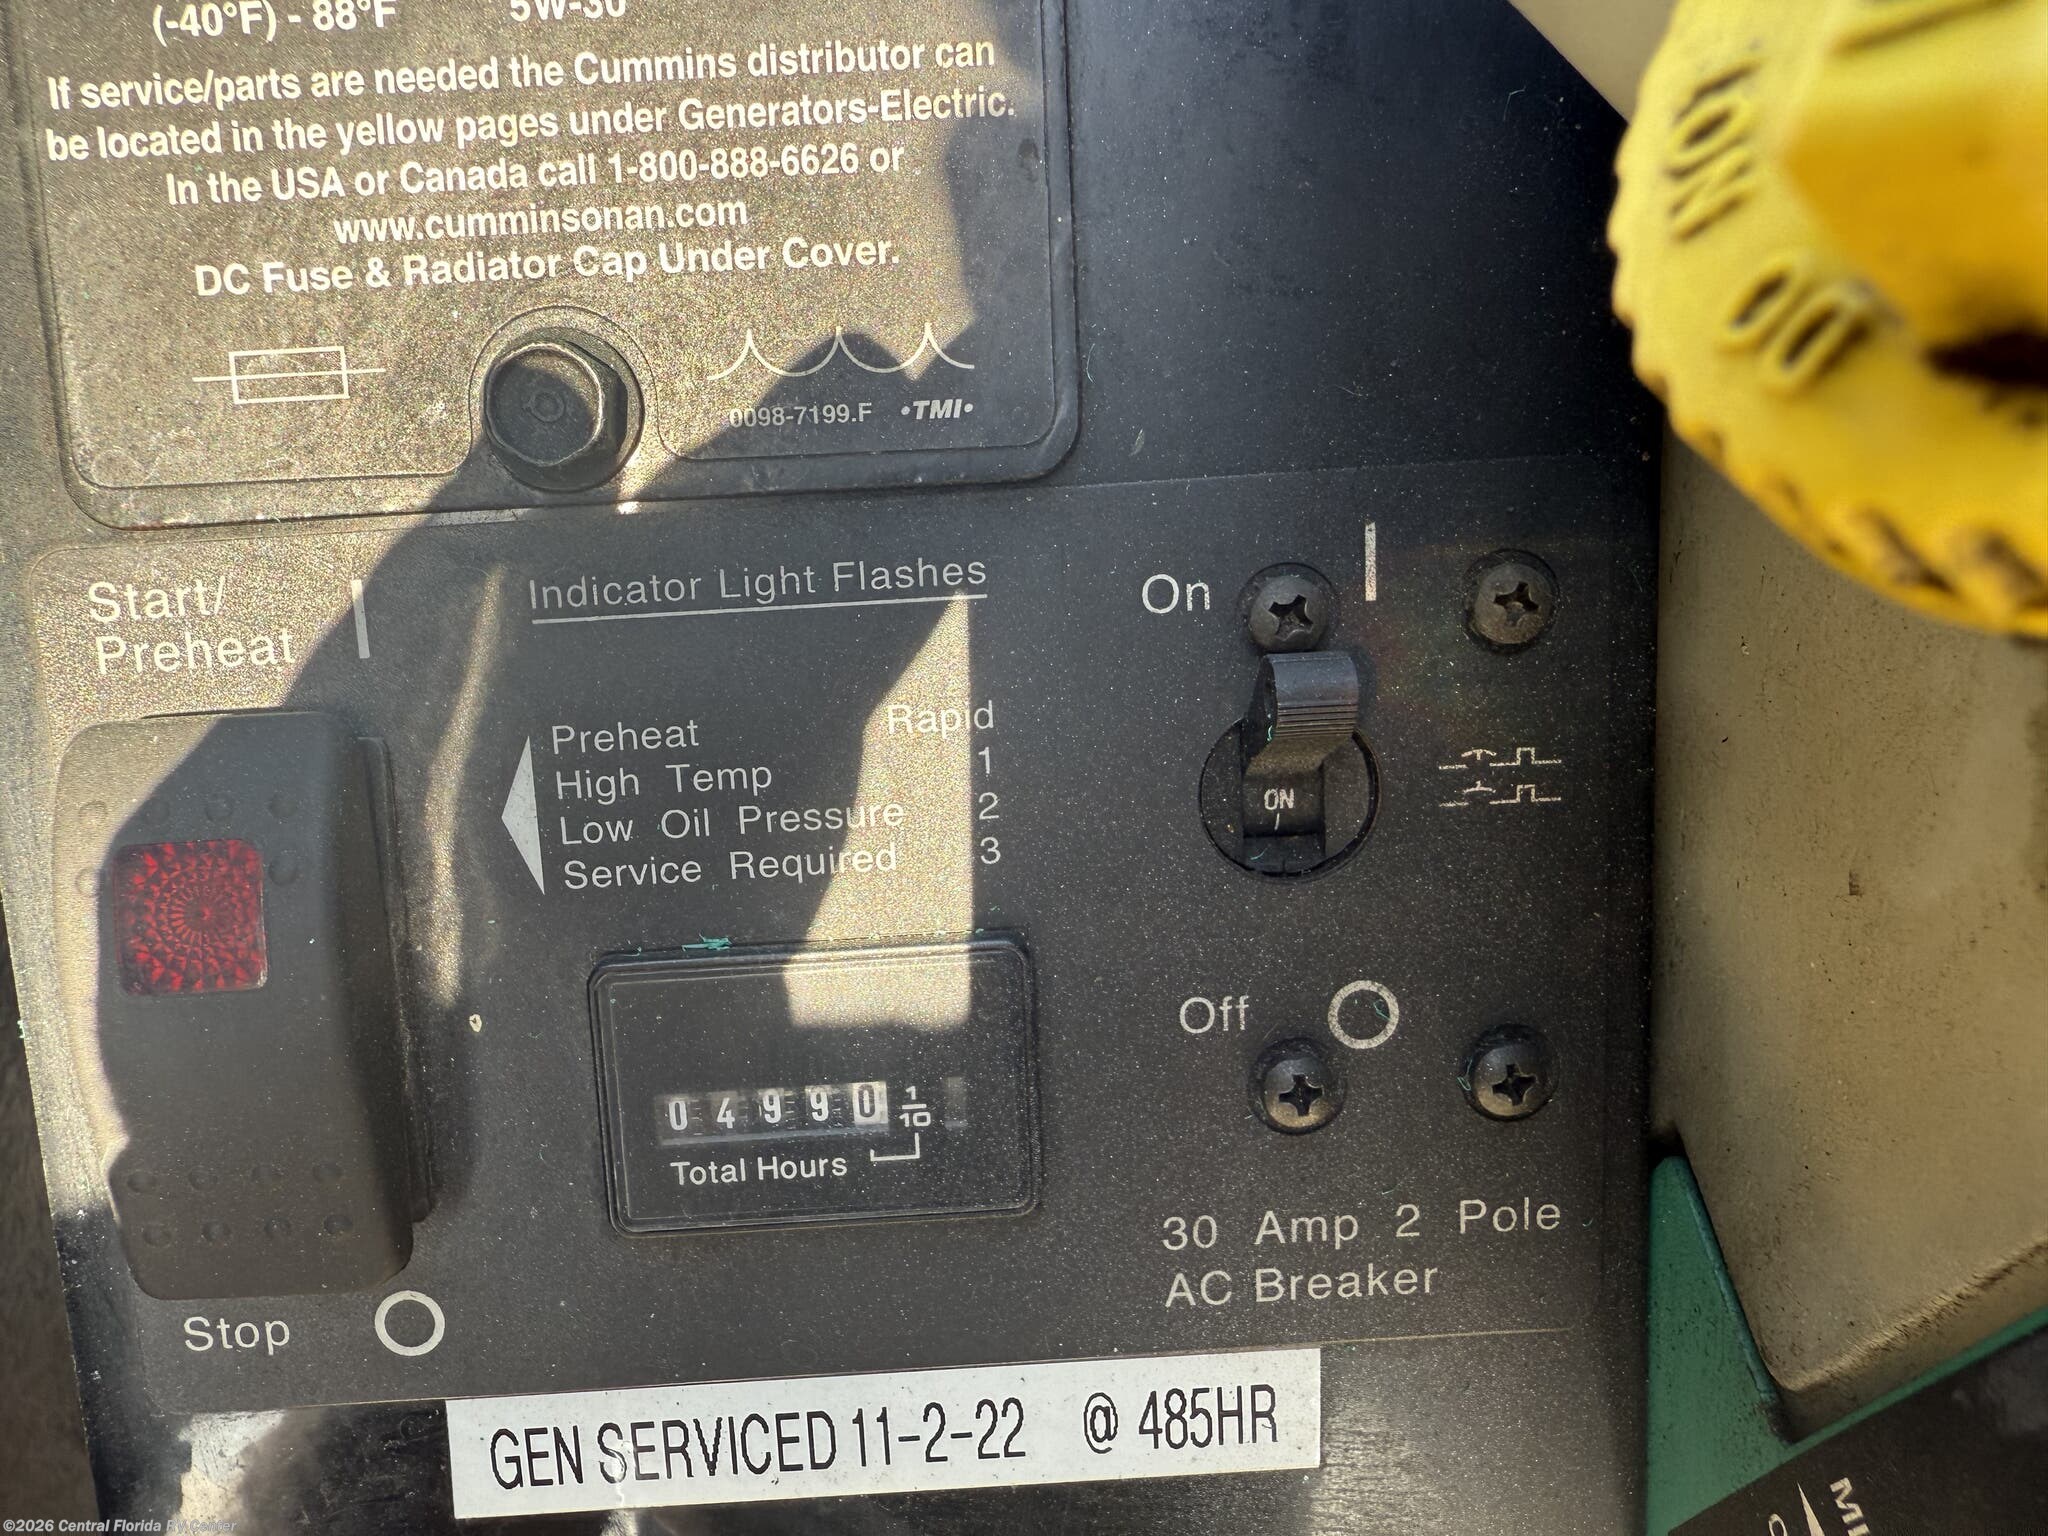 (-40°F) - 88°F 5W-30
If service/parts are needed the Cummins distributor can
be located in the yellow pages under Generators-Electric.
In the USA or Canada call 1-800-888-6626 or
www.cumminsonan.com
DC Fuse & Radiator Cap Under Cover.
0098-7199.F •TMI•
Start/
Preheat
Indicator Light Flashes
Preheat Rapid
High Temp 1
Low Oil Pressure 2
Service Required 3
On
ON
Off
04990 1/10
Total Hours
30 Amp 2 Pole
AC Breaker
Stop
GEN SERVICED 11-2-22 @ 485HR
©2026 Central Florida RV Center